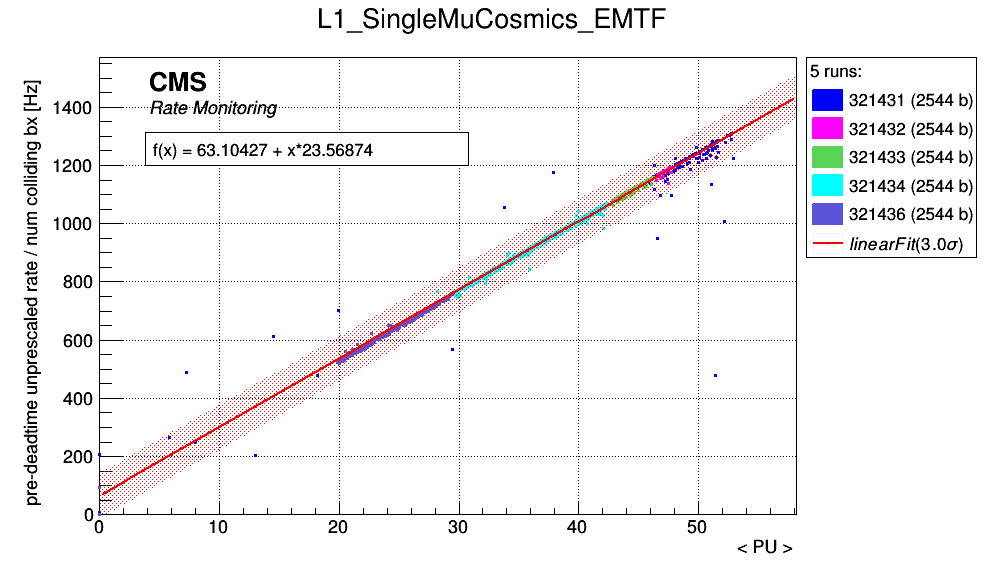 L1_SingleMuCosmics_EMTF
pre-deadtime unprescaled rate / num colliding bx [Hz]
CMS
Rate Monitoring
f(x) = 63.10427 + x*23.56874
1400
1200
1000
800
600
400
200
0
0 10 20 30 40 50
< PU >
5 runs:
321431 (2544 b)
321432 (2544 b)
321433 (2544 b)
321434 (2544 b)
321436 (2544 b)
linearFit(3.0σ)